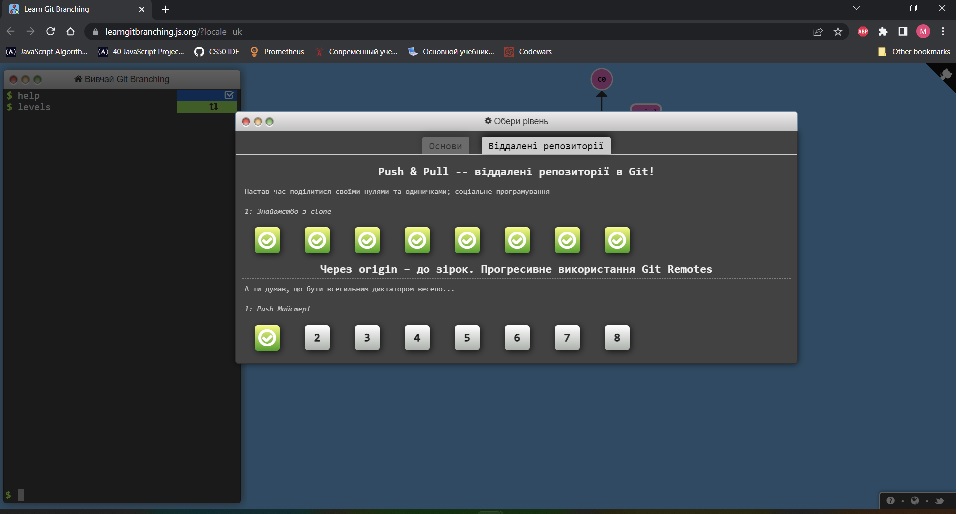 Learn Git Branching
learngitbranching.js.org/?locale=uk
JavaScript Algorith...
40 JavaScript Projec...
CS50 IDE
Prometheus
Современный уче...
Основной учебник...
Codewars
Other bookmarks
Вивчай Git Branching
$ help
$ levels
Обери рівень
Основи
Віддалені репозиторії
Push & Pull -- віддалені репозиторії в Git!
Настав час поділитися своїми нулями та одиничками; соціальне програмування
1: Знайомство з clone
Через origin – до зірок. Прогресивне використання Git Remotes
А ти думав, що бути всесильним диктатором весело...
1: Push Майстер!
2 3 4 5 6 7 8
$